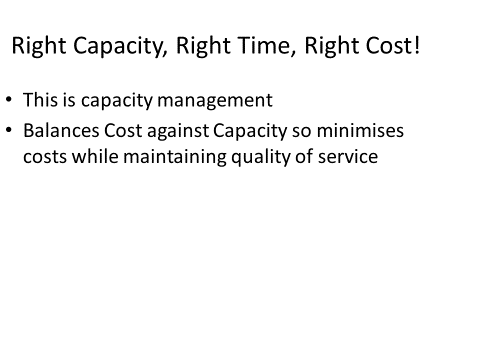 Right Capacity, Right Time, Right Cost!
• This is capacity management
• Balances Cost against Capacity so minimises
costs while maintaining quality of service